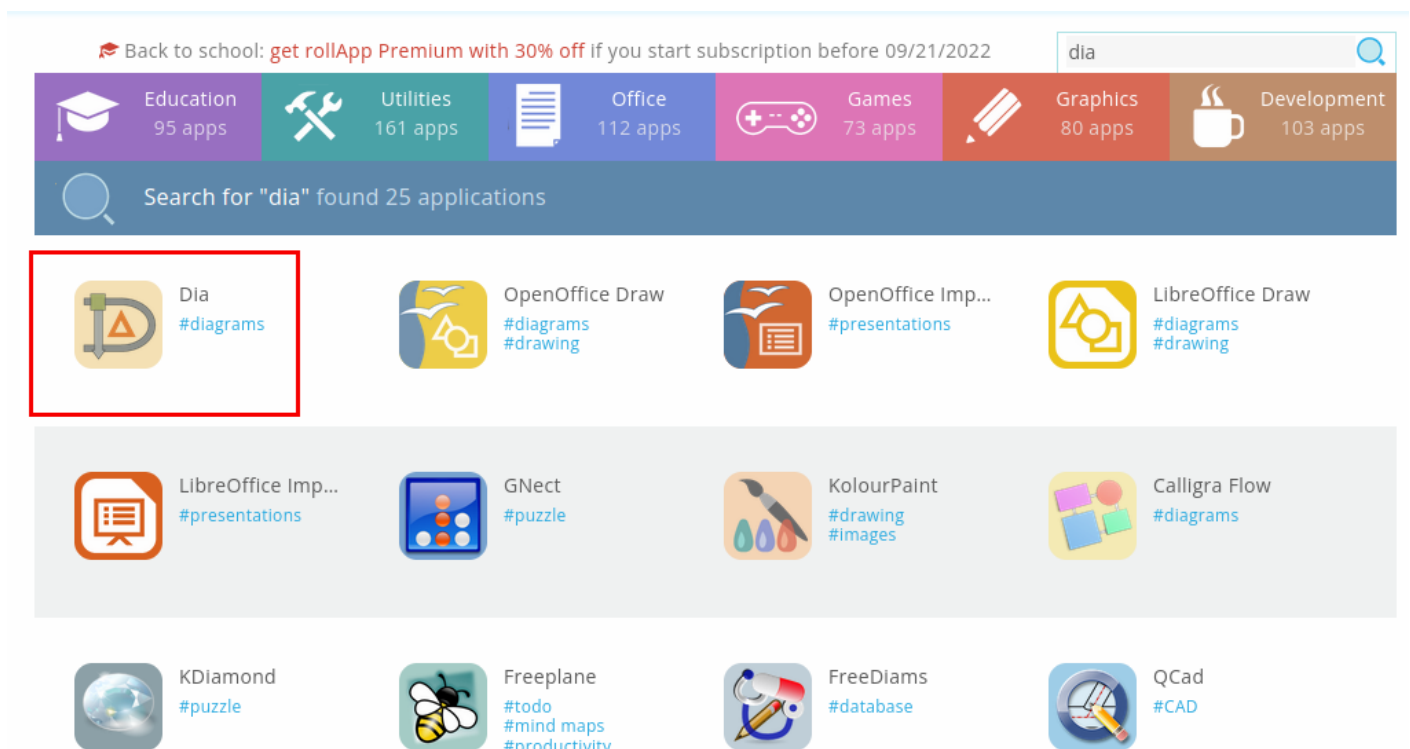 Back to school: get rollApp Premium with 30% off if you start subscription before 09/21/2022
dia
Education
95 apps
Utilities
161 apps
Office
112 apps
Games
73 apps
Graphics
80 apps
Development
103 apps
Search for "dia" found 25 applications
Dia
#diagrams
OpenOffice Draw
#diagrams
#drawing
OpenOffice Imp...
#presentations
LibreOffice Draw
#diagrams
#drawing
LibreOffice Imp...
#presentations
GNect
#puzzle
KolourPaint
#drawing
#images
Calligra Flow
#diagrams
KDiamond
#puzzle
Freeplane
#todo
#mind maps
#productivity
FreeDiams
#database
QCad
#CAD